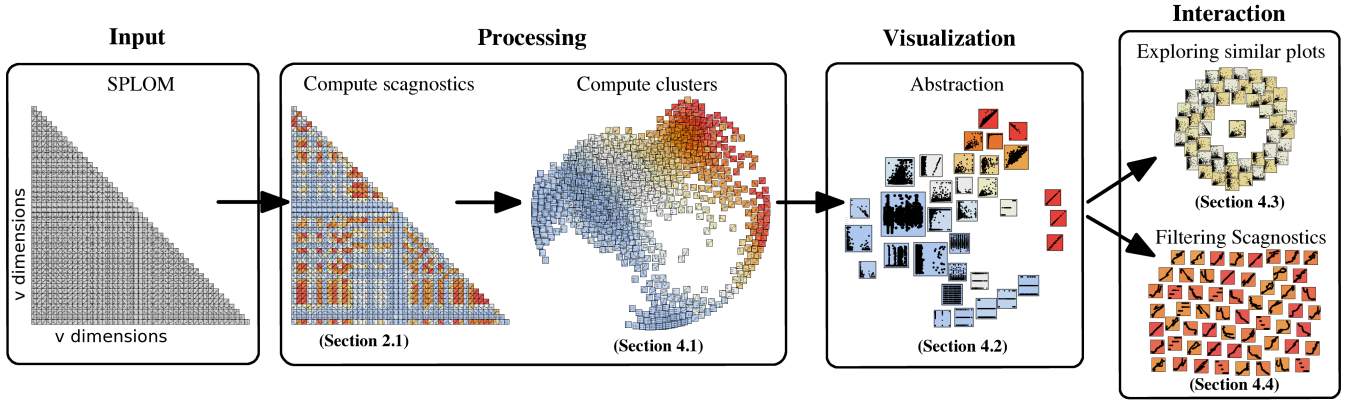 Input
Processing
Visualization
Interaction
SPLOM
v dimensions
v dimensions
Compute scagnostics
(Section 2.1)
Compute clusters
(Section 4.1)
Abstraction
(Section 4.2)
Exploring similar plots
(Section 4.3)
Filtering Scagnostics
(Section 4.4)